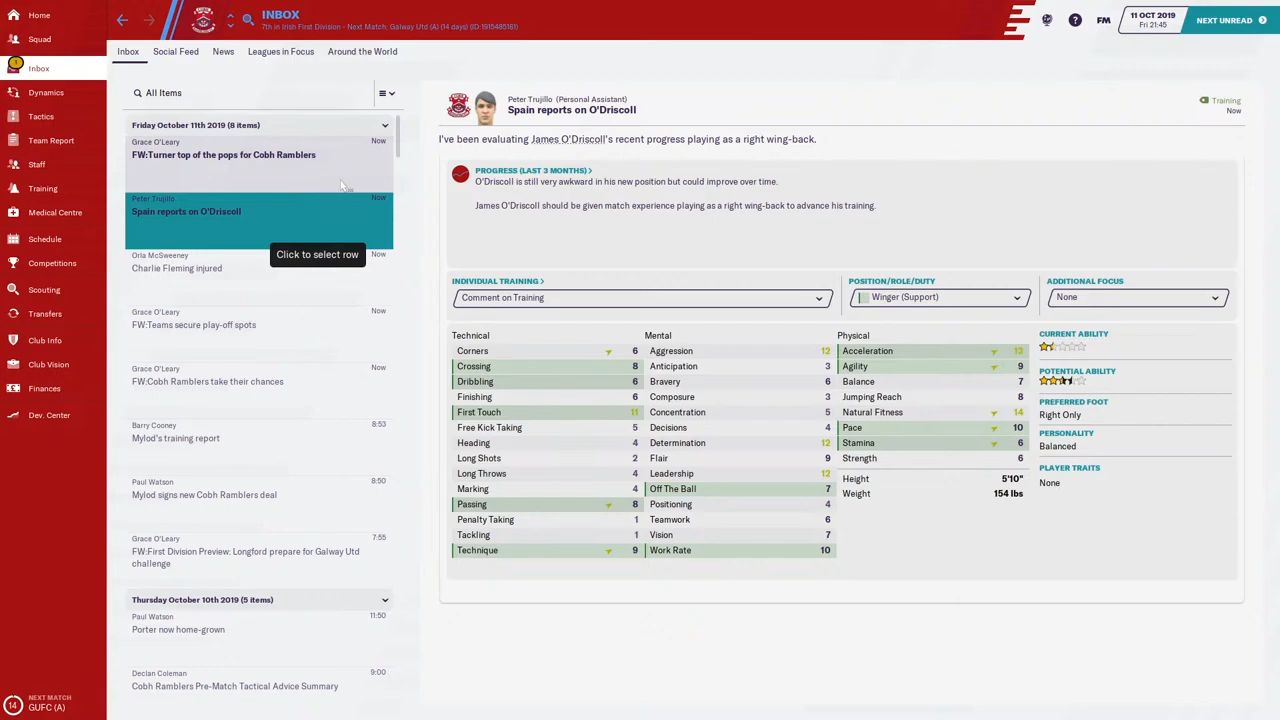 Home
Squad
1
Inbox
Dynamics
Tactics
Team Report
Staff
Training
Medical Centre
Schedule
Competitions
Scouting
Transfers
Club Info
Club Vision
Finances
Dev. Center
14
NEXT MATCH
GUFC (A)
INBOX
7th in Irish First Division - Next Match, Galway Utd (A) (14 days) (ID:1915485181)
FM
11 OCT 2019
Fri 21:45
NEXT UNREAD
Inbox Social Feed News Leagues in Focus Around the World
All Items
Friday October 11th 2019 (8 items)
Grace O'Leary Now
FW:Turner top of the pops for Cobh Ramblers
Peter Trujillo Now
Spain reports on O'Driscoll
Click to select row
Orla McSweeney Now
Charlie Fleming injured
Grace O'Leary Now
FW:Teams secure play-off spots
Grace O'Leary Now
FW:Cobh Ramblers take their chances
Barry Cooney 8:53
Mylod's training report
Paul Watson 8:50
Mylod signs new Cobh Ramblers deal
Grace O'Leary 7:55
FW:First Division Preview: Longford prepare for Galway Utd
challenge
Thursday October 10th 2019 (5 items)
Paul Watson 11:50
Porter now home-grown
Declan Coleman 9:00
Cobh Ramblers Pre-Match Tactical Advice Summary
Peter Trujillo (Personal Assistant)
Spain reports on O'Driscoll
Training
Now
I've been evaluating James O'Driscoll's recent progress playing as a right wing-back.
PROGRESS (LAST 3 MONTHS) >
O'Driscoll is still very awkward in his new position but could improve over time.
James O'Driscoll should be given match experience playing as a right wing-back to advance his training.
INDIVIDUAL TRAINING >
Comment on Training
POSITION/ROLE/DUTY
Winger (Support)
ADDITIONAL FOCUS
None
Technical
Corners 6
Crossing 8
Dribbling 6
Finishing 6
First Touch 11
Free Kick Taking 5
Heading 4
Long Shots 2
Long Throws 4
Marking 4
Passing 8
Penalty Taking 1
Tackling 1
Technique 9
Mental
Aggression 12
Anticipation 3
Bravery 6
Composure 3
Concentration 5
Decisions 4
Determination 12
Flair 9
Leadership 12
Off The Ball 7
Positioning 4
Teamwork 6
Vision 7
Work Rate 10
Physical
Acceleration 12
Agility 9
Balance 7
Jumping Reach 8
Natural Fitness 14
Pace 10
Stamina 6
Strength 6
Height 5'10"
Weight 154 lbs
CURRENT ABILITY
POTENTIAL ABILITY
PREFERRED FOOT
Right Only
PERSONALITY
Balanced
PLAYER TRAITS
None